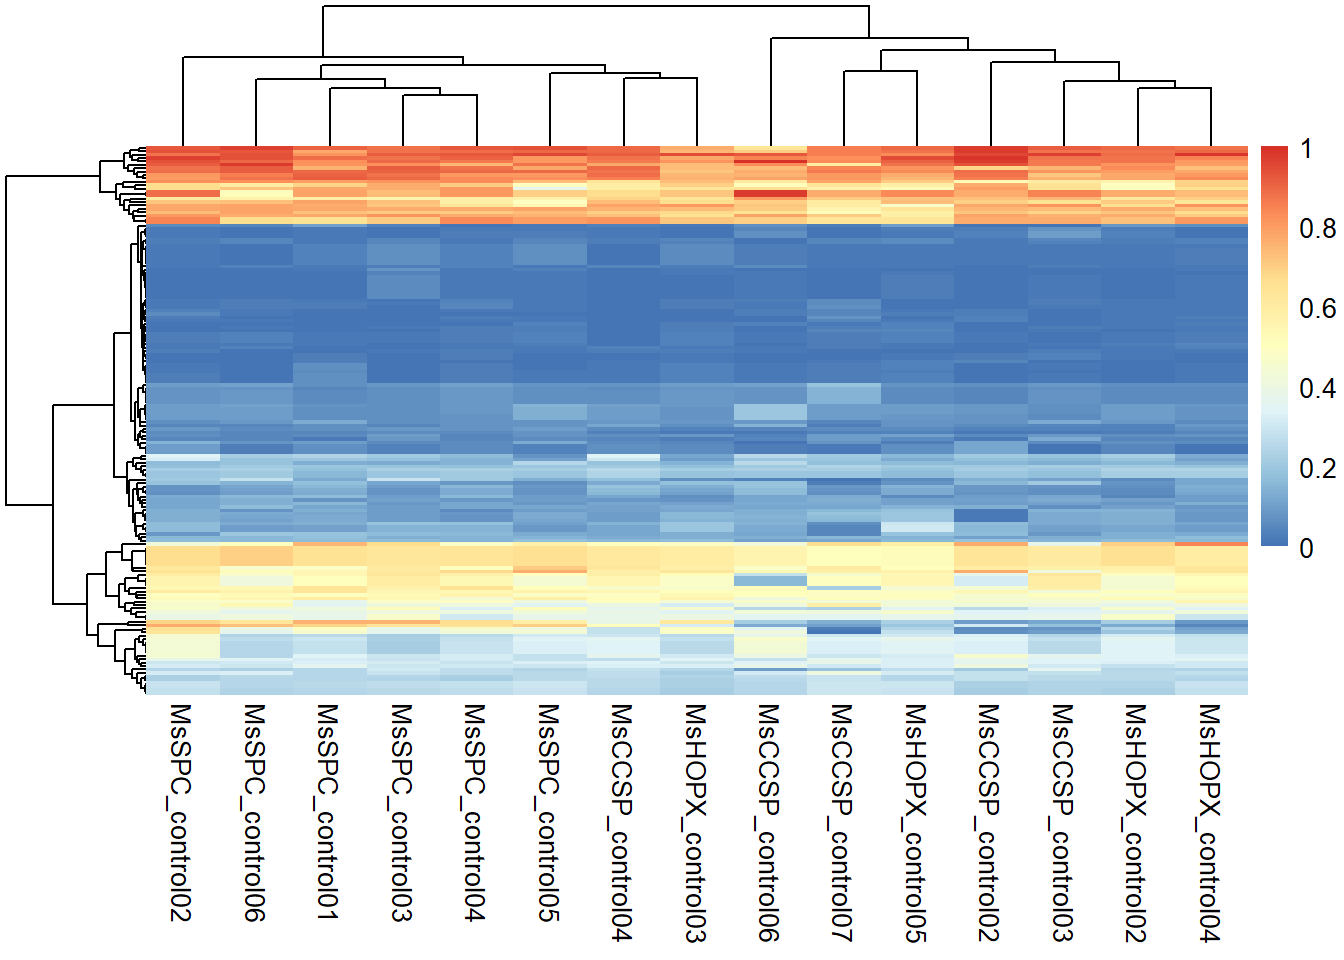 1
0.8
0.6
0.4
0.2
0
MsSPC_control02
MsSPC_control06
MsSPC_control01
MsSPC_control03
MsSPC_control04
MsSPC_control05
MsCCSP_control04
MsHOPX_control03
MsCCSP_control06
MsCCSP_control07
MsHOPX_control05
MsCCSP_control02
MsCCSP_control03
MsHOPX_control02
MsHOPX_control04